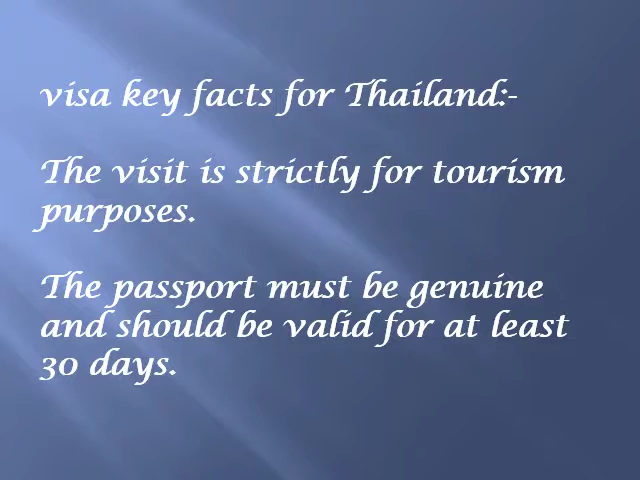 visa key facts for Thailand:-
The visit is strictly for tourism
purposes.
The passport must be genuine
and should be valid for at least
30 days.